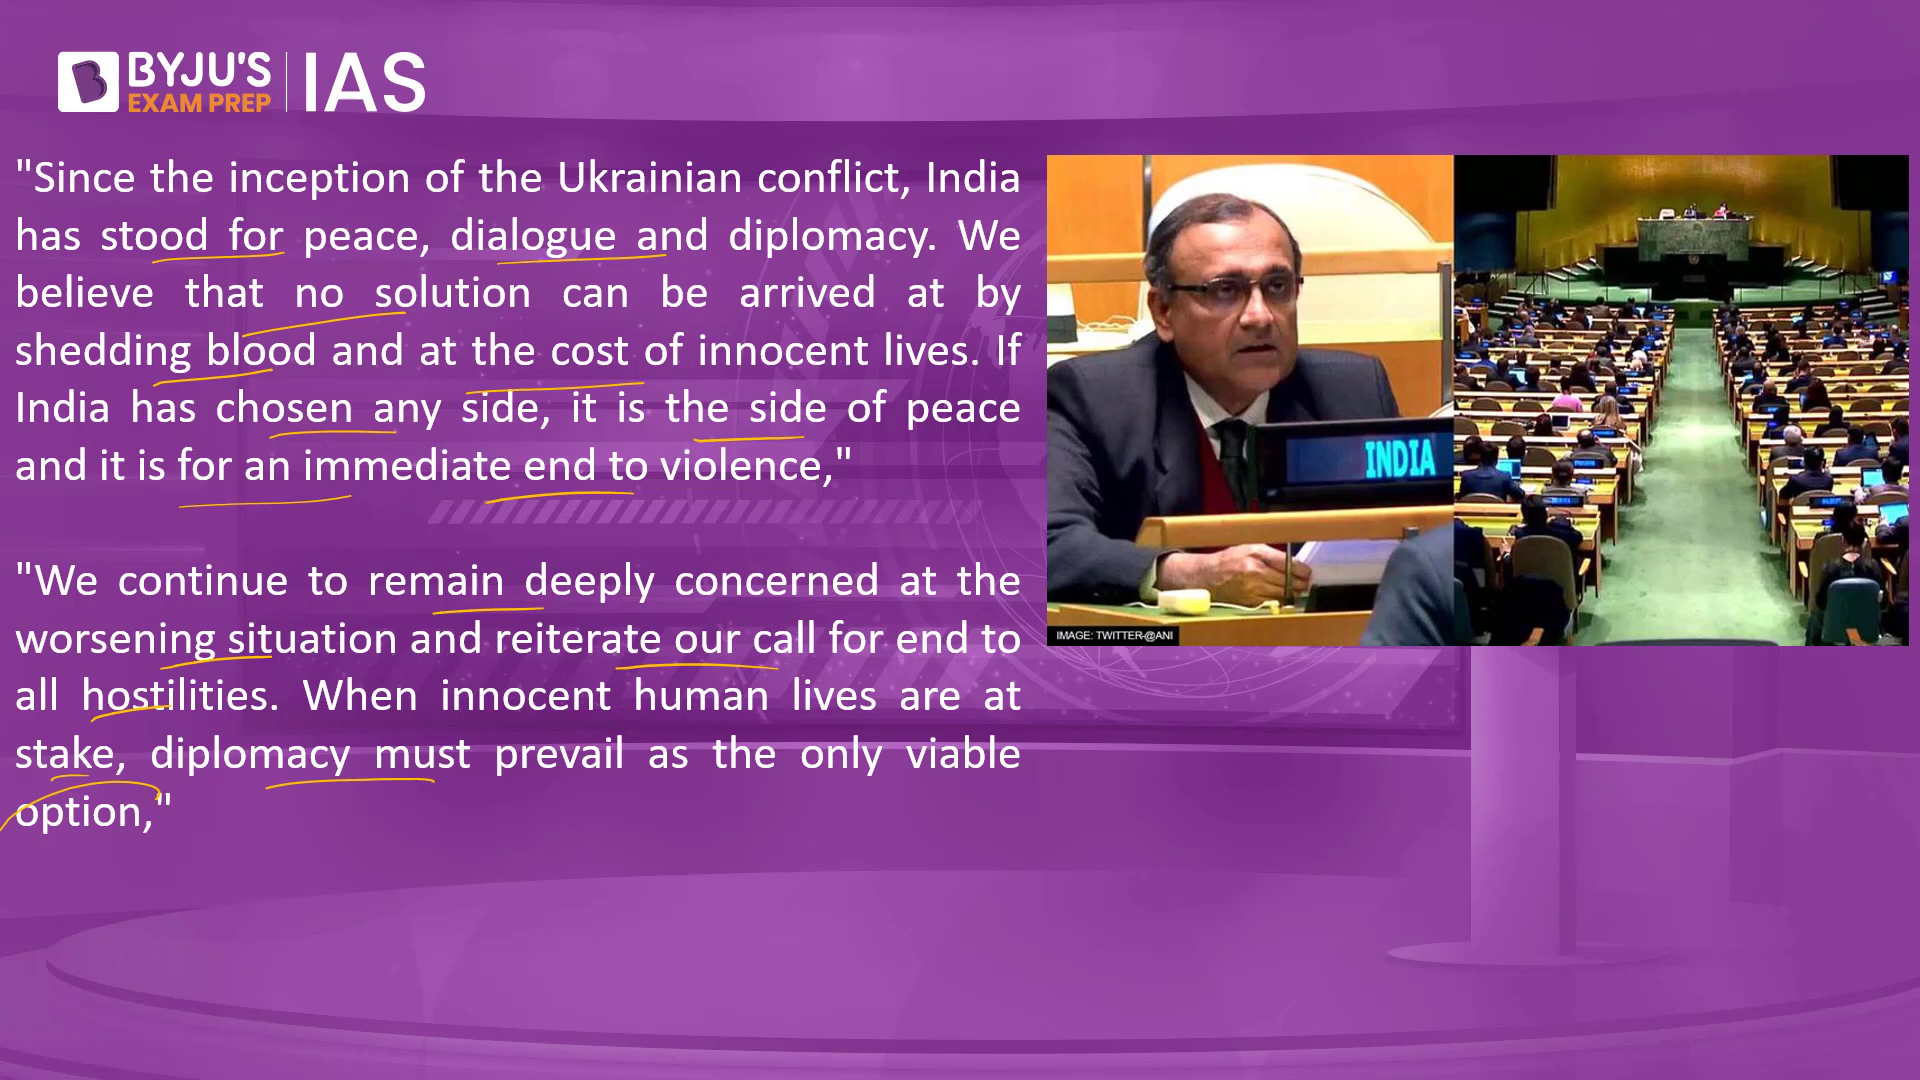 BYJU'S
EXAM PREP
IAS
"Since the inception of the Ukrainian conflict, India
has stood for peace, dialogue and diplomacy. We
believe that no solution can be arrived at by
shedding blood and at the cost of innocent lives. If
India has chosen any side, it is the side of peace
and it is for an immediate end to violence,"
"We continue to remain deeply concerned at the
worsening situation and reiterate our call for end to
all hostilities. When innocent human lives are at
stake, diplomacy must prevail as the only viable
option,"
INDIA
IMAGE: TWITTER-@ANI